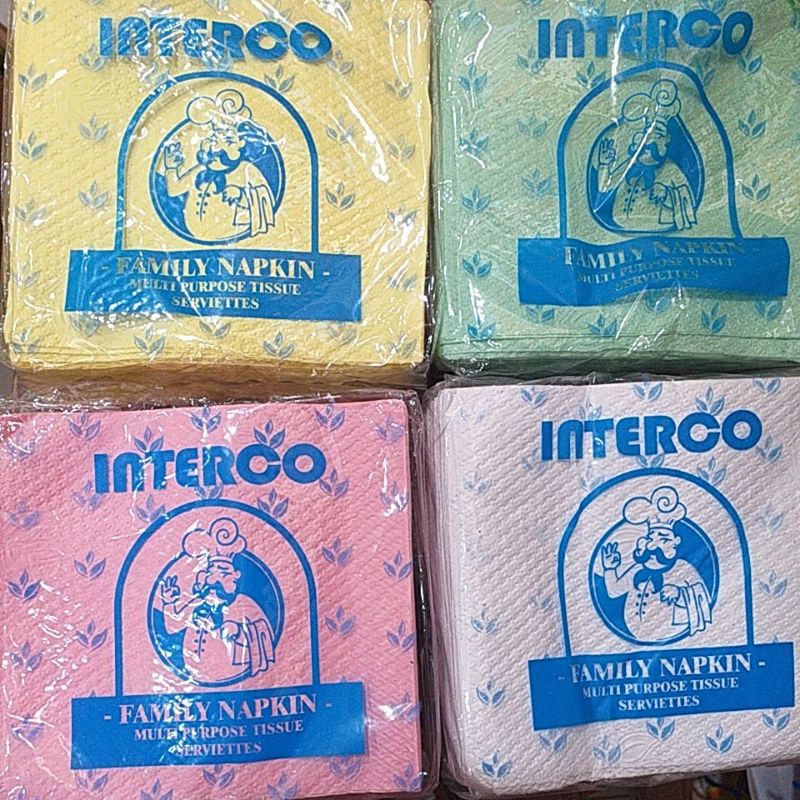 INTERCO
- FAMILY NAPKIN -
MULTI PURPOSE TISSUE
SERVIETTES
INTERCO
FAMILY NAPKIN -
MULTI PURPOSE TISSUE
SERVIETTES
INTERCO
- FAMILY NAPKIN -
MULTI PURPOSE TISSUE
SERVIETTES
INTERCO
- FAMILY NAPKIN -
MULTI PURPOSE TISSUE
SERVIETTES